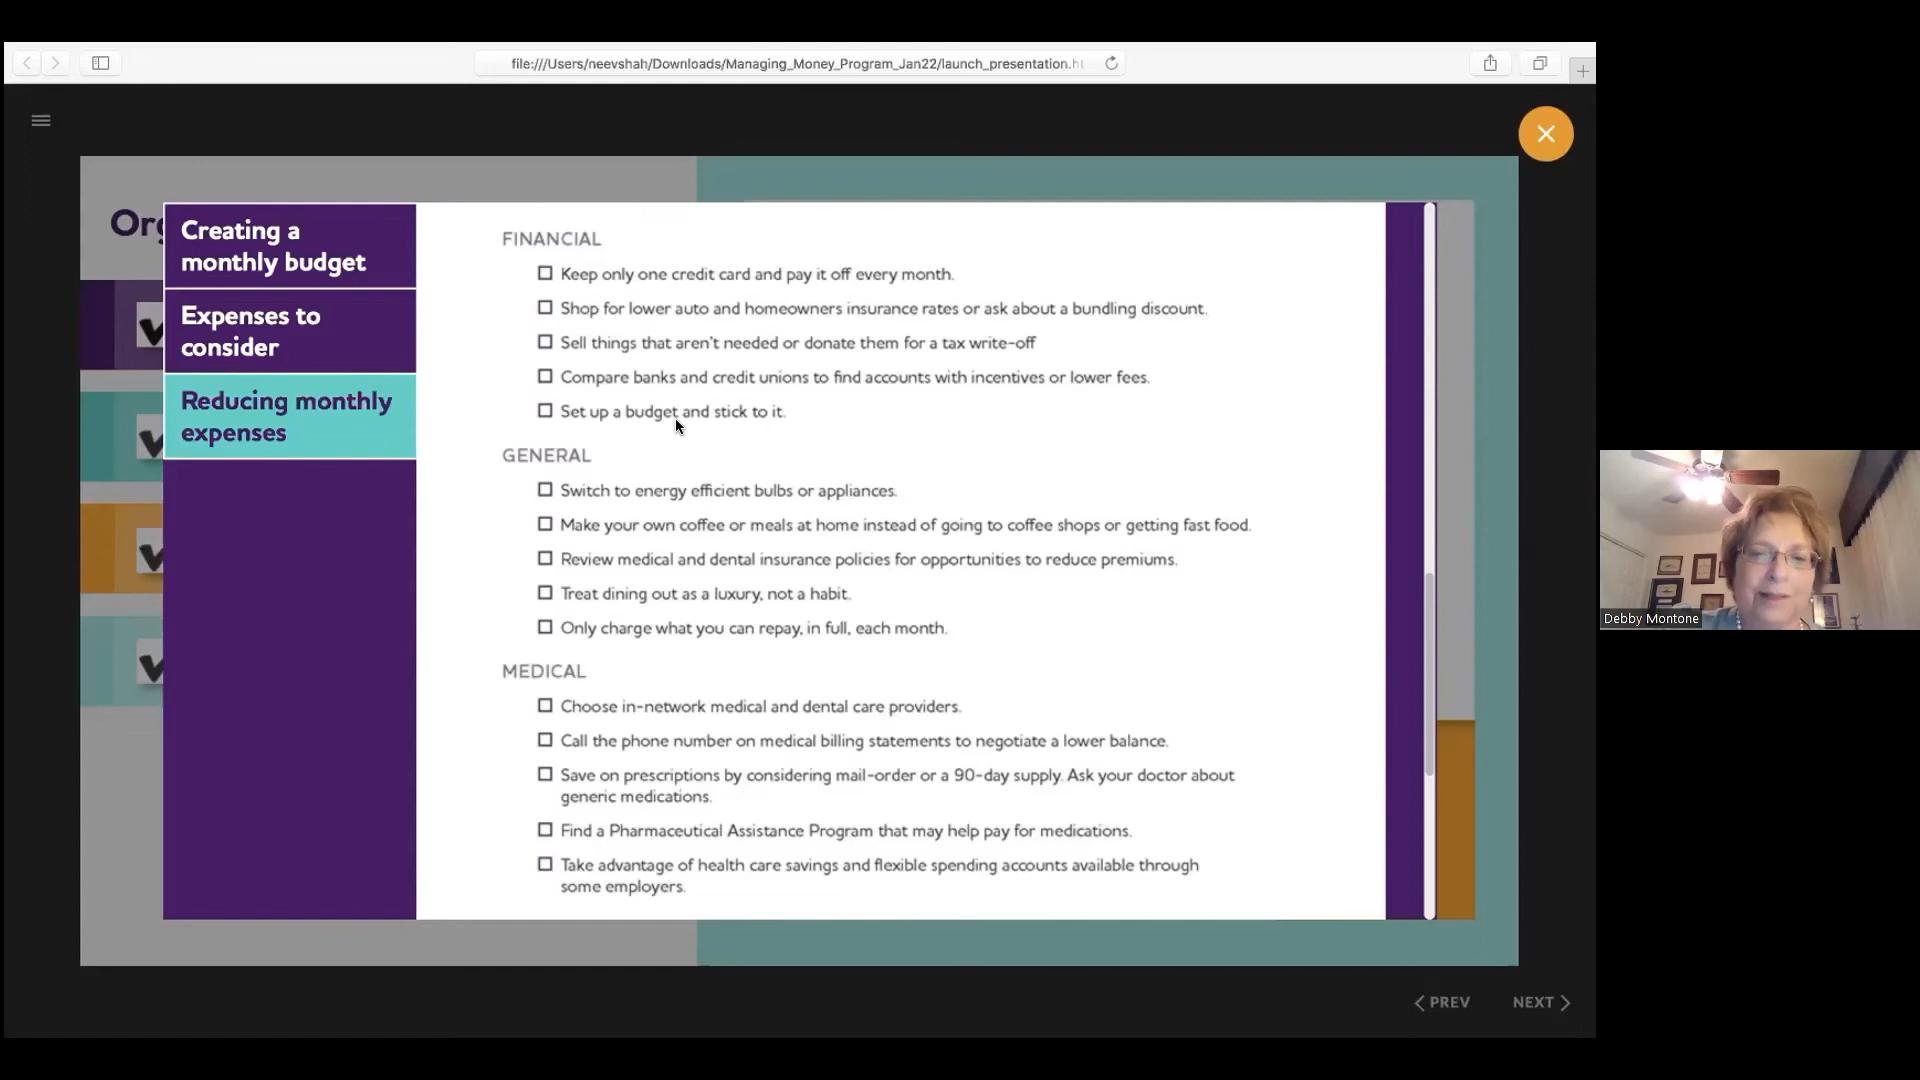 file:///Users/neevshah/Downloads/Managing_Money_Program_Jan22/launch_presentation.h
Org
Creating a
monthly budget
Expenses to
consider
Reducing monthly
expenses
FINANCIAL
Keep only one credit card and pay it off every month.
Shop for lower auto and homeowners insurance rates or ask about a bundling discount.
Sell things that aren't needed or donate them for a tax write-off
Compare banks and credit unions to find accounts with incentives or lower fees.
Set up a budget and stick to it.
GENERAL
Switch to energy efficient bulbs or appliances.
Make your own coffee or meals at home instead of going to coffee shops or getting fast food.
Review medical and dental insurance policies for opportunities to reduce premiums.
Treat dining out as a luxury, not a habit.
Only charge what you can repay, in full, each month.
MEDICAL
Choose in-network medical and dental care providers.
Call the phone number on medical billing statements to negotiate a lower balance.
Save on prescriptions by considering mail-order or a 90-day supply. Ask your doctor about
generic medications.
Find a Pharmaceutical Assistance Program that may help pay for medications.
Take advantage of health care savings and flexible spending accounts available through
some employers.
Debby Montone
PREV
NEXT